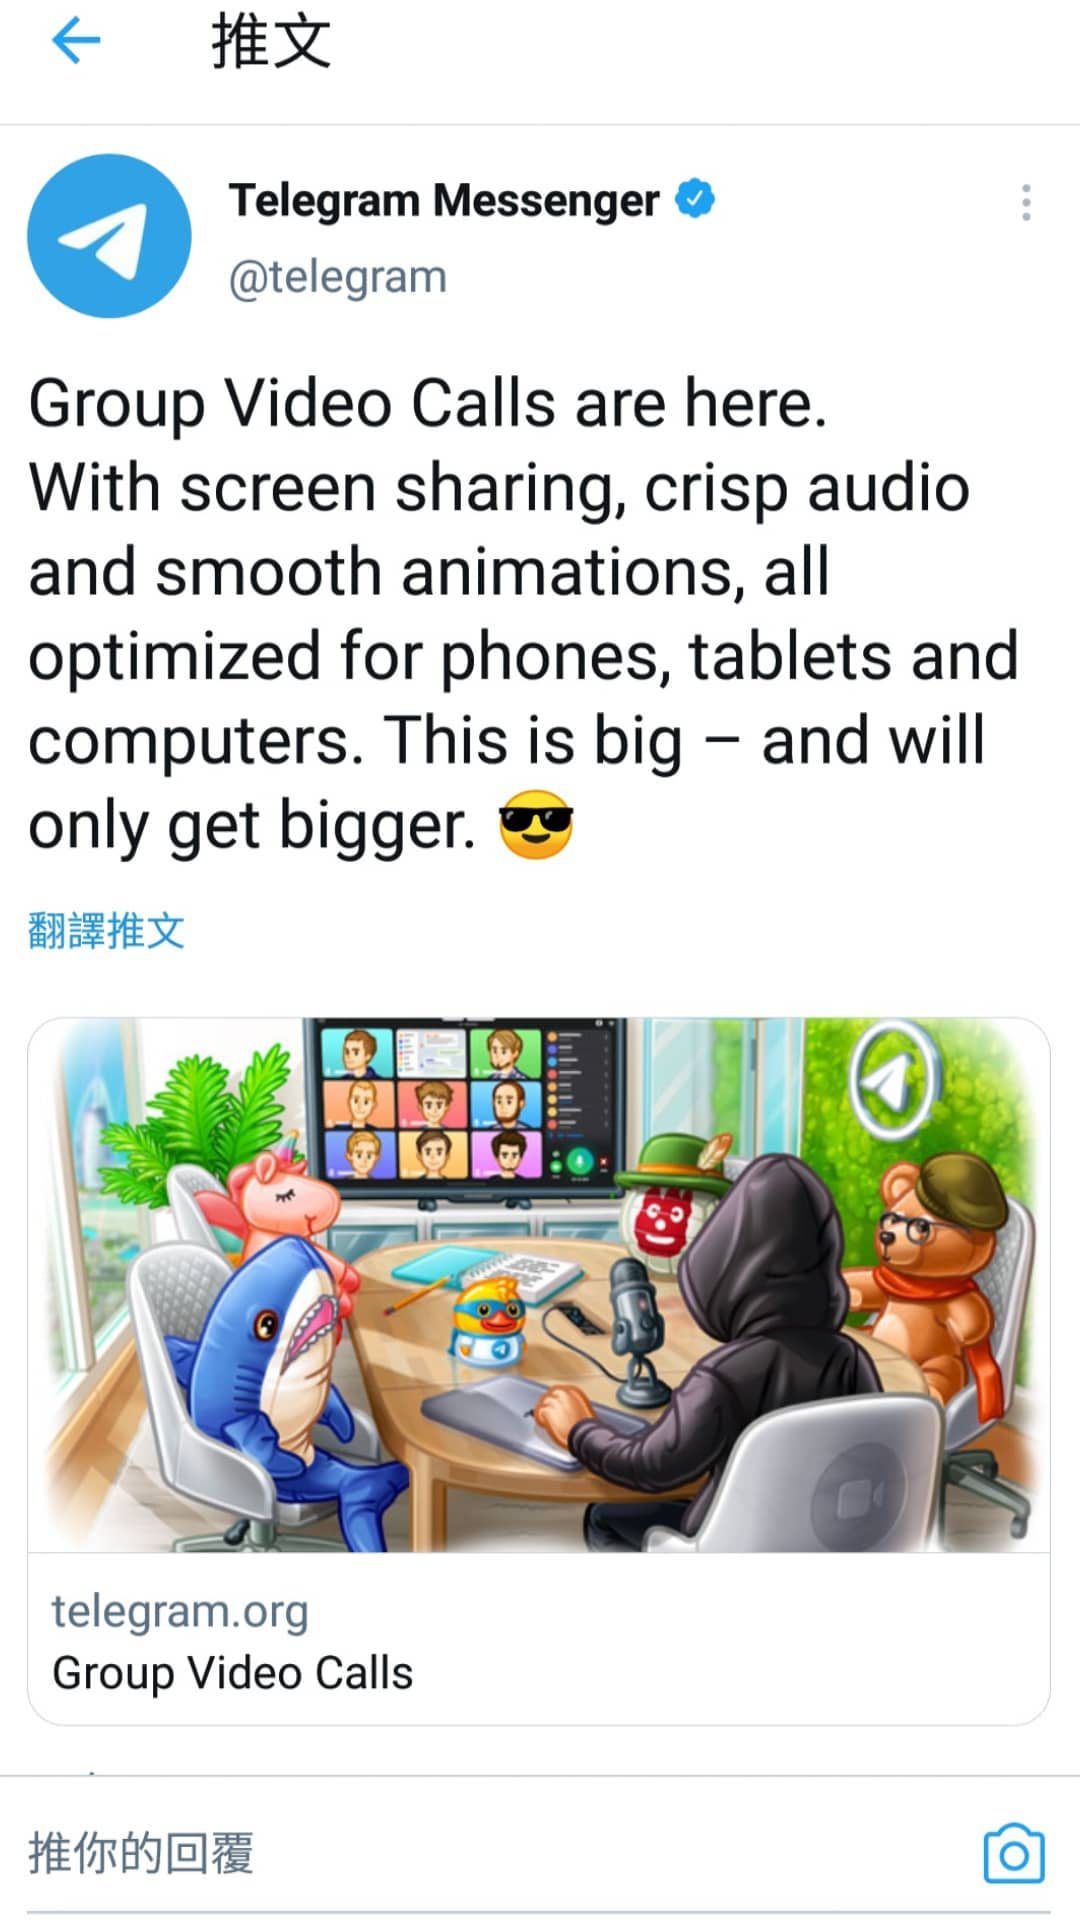 推文
Telegram Messenger
@telegram
Group Video Calls are here.
With screen sharing, crisp audio
and smooth animations, all
optimized for phones, tablets and
computers. This is big – and will
only get bigger. 😎
翻譯推文
telegram.org
Group Video Calls
推你的回覆